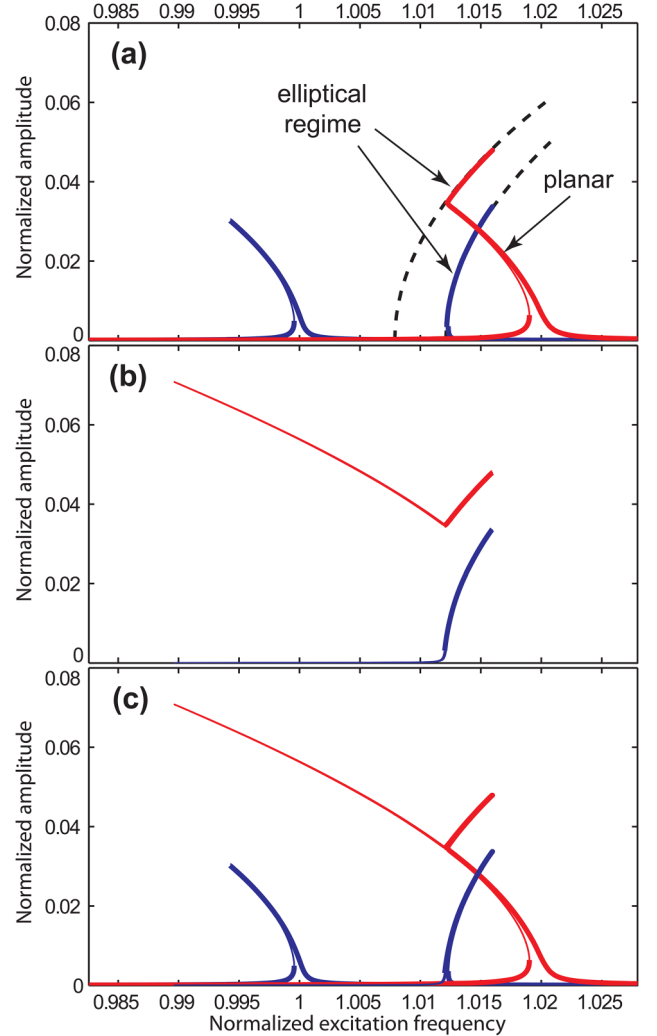 0.985 0.99 0.995 1 1.005 1.01 1.015 1.02 1.025
0.08
(a)
elliptical
regime
planar
0.06
0.04
0.02
0
Normalized amplitude
0.08
(b)
0.06
0.04
0.02
0
Normalized amplitude
0.08
(c)
0.06
0.04
0.02
0
Normalized amplitude
0.985 0.99 0.995 1 1.005 1.01 1.015 1.02 1.025
Normalized excitation frequency